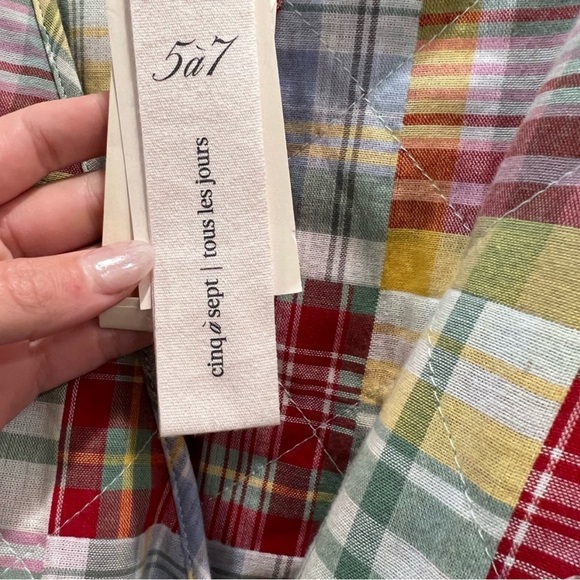 5à7
cinq à sept | tous les jours